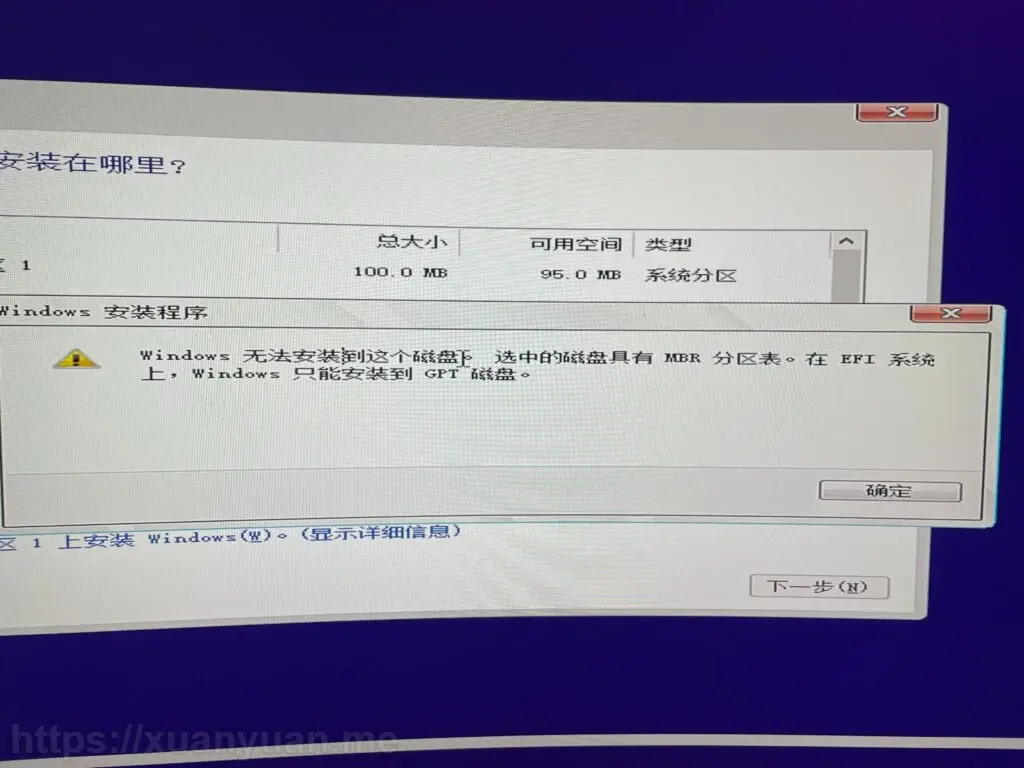 安装在哪里?
总大小 可用空间 类型
区 1 100.0 MB 95.0 MB 系统分区
Windows 安装程序
Windows 无法安装到这个磁盘。 选中的磁盘具有 MBR 分区表。在 EFI 系统
上，Windows 只能安装到 GPT 磁盘。
确定
区 1 上安装 Windows(W)。(显示详细信息)
下一步(N)
https://xuanyuan.me